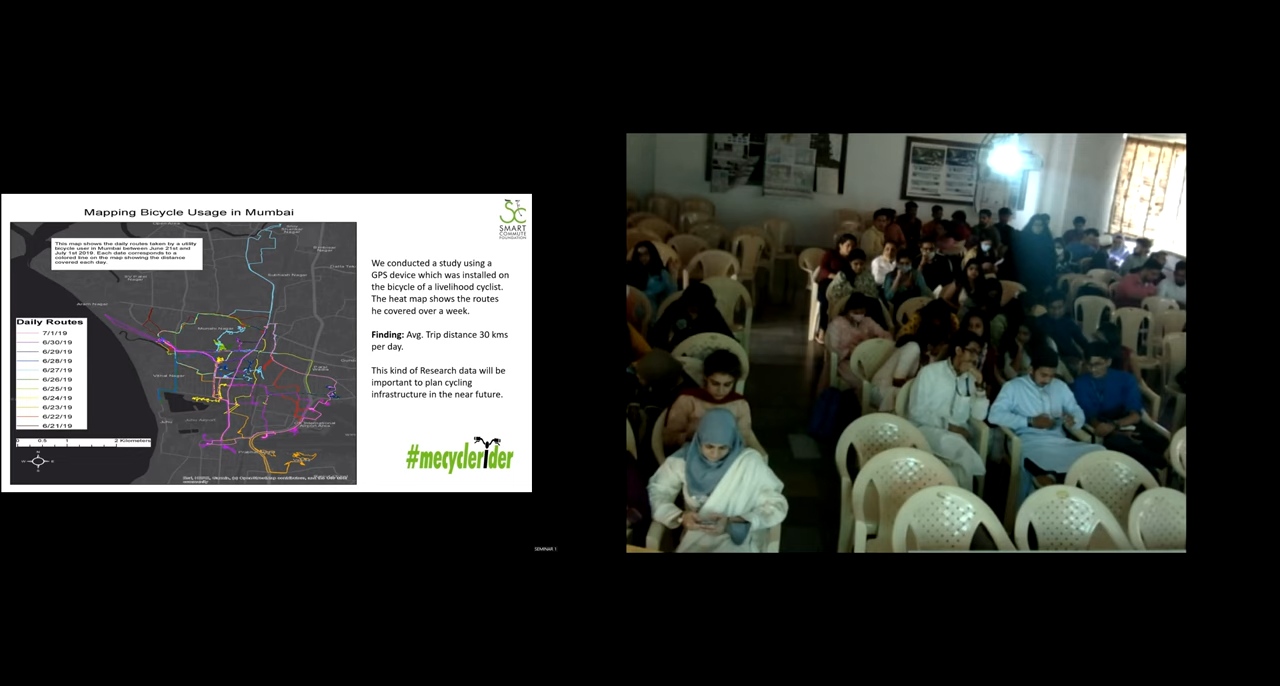 Mapping Bicycle Usage in Mumbai
This map shows the daily routes taken by a utility
bicycle user in Mumbai between June 21st and
July 1st 2019. Each date corresponds to a
colored line on the map showing the distance
covered each day.
Daily Routes
7/1/19
6/30/19
6/29/19
6/28/19
6/27/19
6/26/19
6/25/19
6/24/19
6/23/19
6/22/19
6/21/19
0 0.5 1 2 Kilometers
SMART
COMMUTE
FOUNDATION
We conducted a study using a
GPS device which was installed on
the bicycle of a livelihood cyclist.
The heat map shows the routes
he covered over a week.
Finding: Avg. Trip distance 30 kms
per day.
This kind of Research data will be
important to plan cycling
infrastructure in the near future.
#mecyclerider
SEMINAR 1